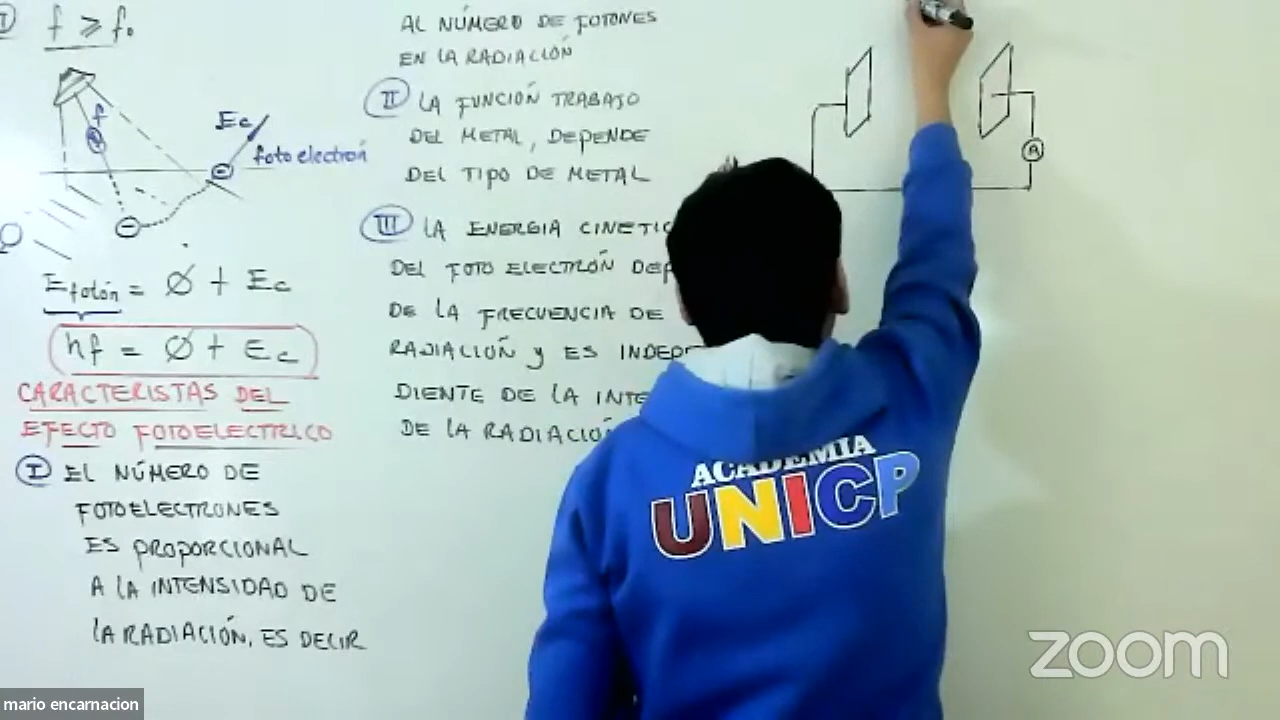 f ≥ f₀
f
Ec
foto electrón
Efotón = Ø + Ec
hf = Ø + Ec
CARACTERISTAS DEL
EFECTO FOTOELECTRICO
I EL NÚMERO DE
FOTOELECTRONES
ES PROPORCIONAL
A LA INTENSIDAD DE
LA RADIACIÓN, ES DECIR
AL NÚMERO DE FOTONES
EN LA RADIACIÓN
II LA FUNCIÓN TRABAJO
DEL METAL, DEPENDE
DEL TIPO DE METAL
III LA ENERGIA CINETIC
DEL FOTO ELECTRÓN DEP
DE LA FRECUENCIA DE
RADIACIÓN y ES INDEPE
DIENTE DE LA INTE
DE LA RADIACIÓ
A
ACADEMIA
UNICP
zoom
mario encarnacion